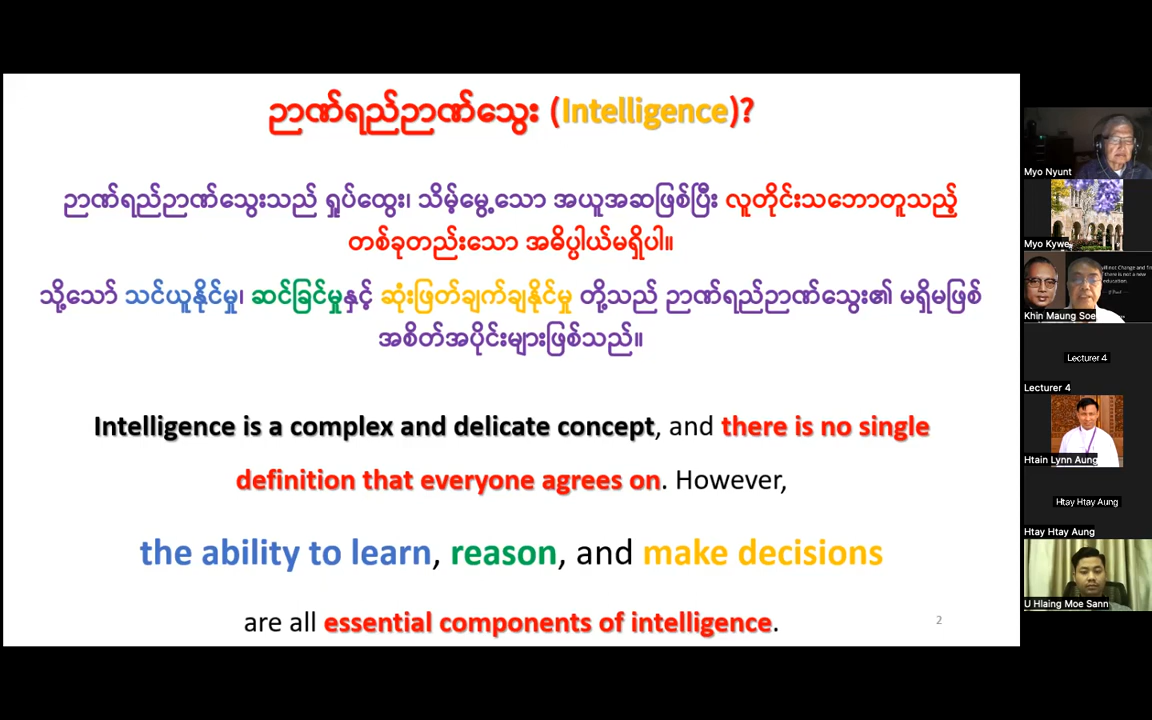 ဉာဏ်ရည်ဉာဏ်သွေး (Intelligence)?
ဉာဏ်ရည်ဉာဏ်သွေးသည် ရှုပ်ထွေး၊ သိမ့်မွေ့သော အယူအဆဖြစ်ပြီး လူတိုင်းသဘောတူသည့်
တစ်ခုတည်းသော အဓိပ္ပါယ်မရှိပါ။
သို့သော် သင်ယူနိုင်မှု၊ ဆင်ခြင်မှုနှင့် ဆုံးဖြတ်ချက်ချနိုင်မှု တို့သည် ဉာဏ်ရည်ဉာဏ်သွေး၏ မရှိမဖြစ်
အစိတ်အပိုင်းများဖြစ်သည်။
Intelligence is a complex and delicate concept, and there is no single
definition that everyone agrees on. However,
the ability to learn, reason, and make decisions
are all essential components of intelligence.
2
Myo Nyunt
Myo Kywe
Khin Maung Soe
Lecturer 4
Lecturer 4
Htain Lynn Aung
Htay Htay Aung
Htay Htay Aung
U Hlaing Moe Sann